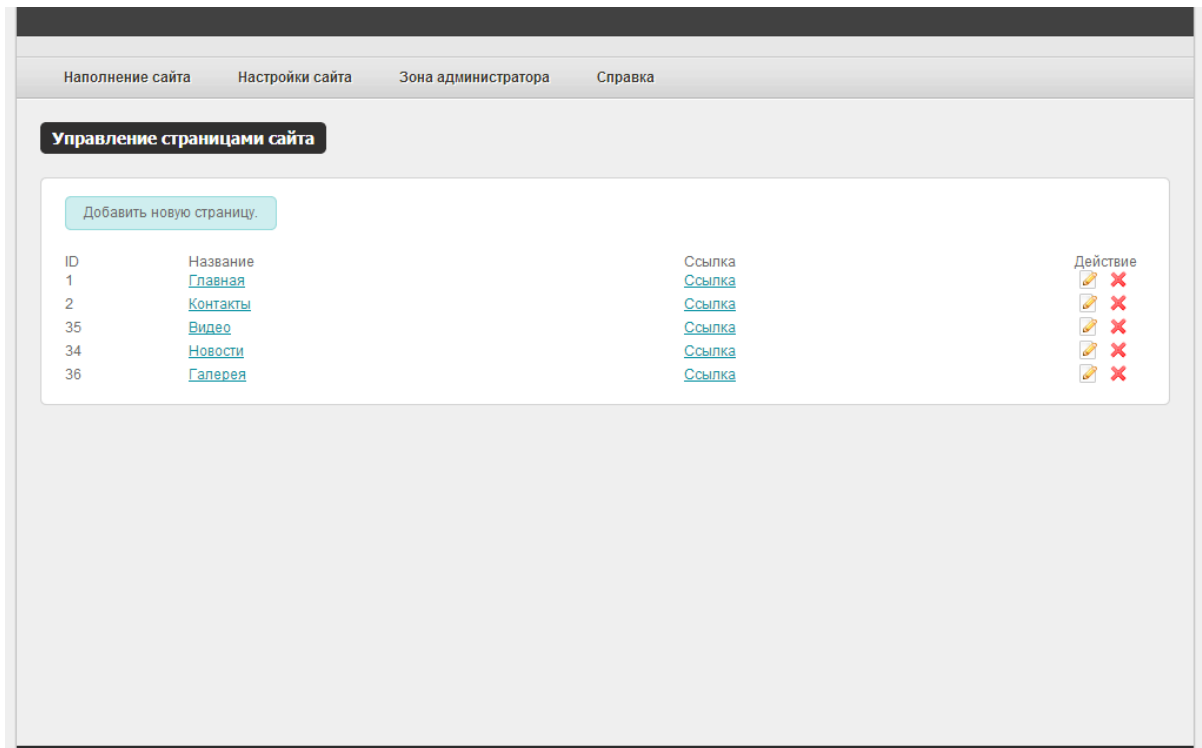 Наполнение сайта Настройки сайта Зона администратора Справка
Управление страницами сайта
Добавить новую страницу.
ID Название Ссылка Действие
1 Главная Ссылка
2 Контакты Ссылка
35 Видео Ссылка
34 Новости Ссылка
36 Галерея Ссылка